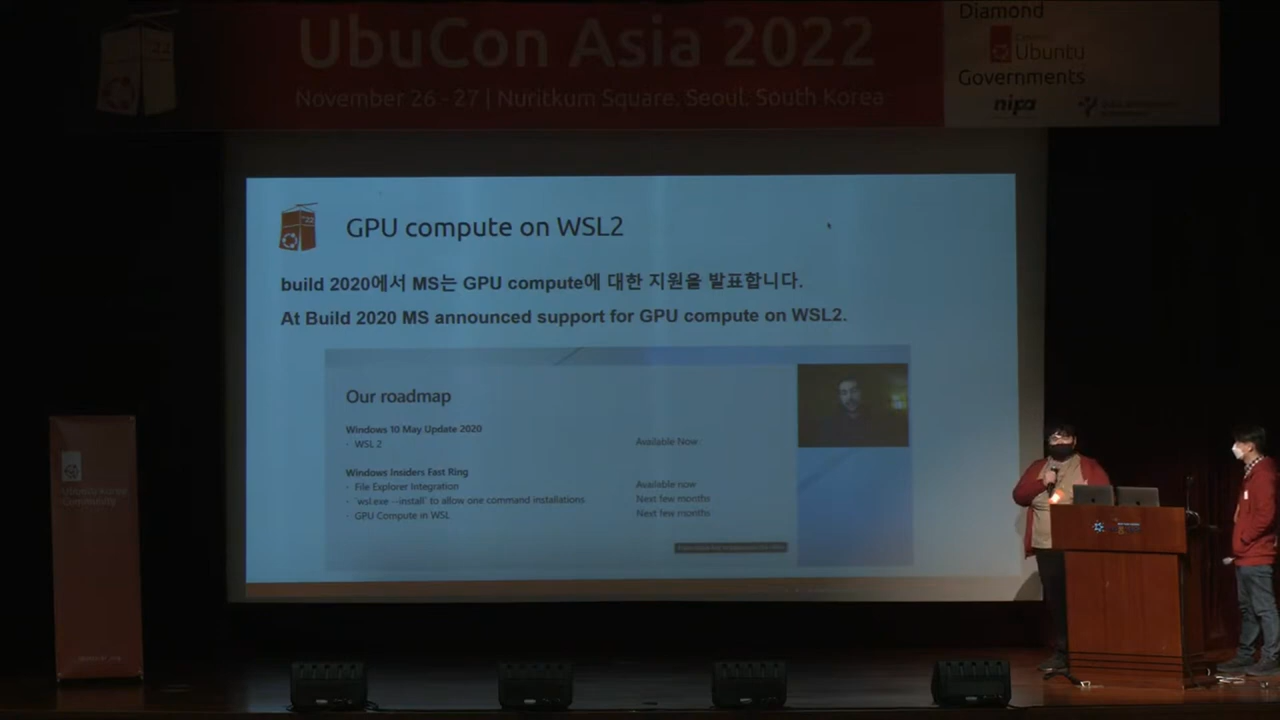 UbuCon Asia 2022
November 26 - 27 | Nuritkum Square, Seoul, South Korea
Diamond
Ubuntu
Governments
nipa
GPU compute on WSL2
build 2020에서 MS는 GPU compute에 대한 지원을 발표합니다.
At Build 2020 MS announced support for GPU compute on WSL2.
Our roadmap
Windows 10 May Update 2020
- WSL 2 Available Now
Windows Insiders Fast Ring
- File Explorer Integration Available now
- `wsl.exe --install` to allow one command installations Next few months
- GPU Compute in WSL Next few months
Ubuntu Korea
Community